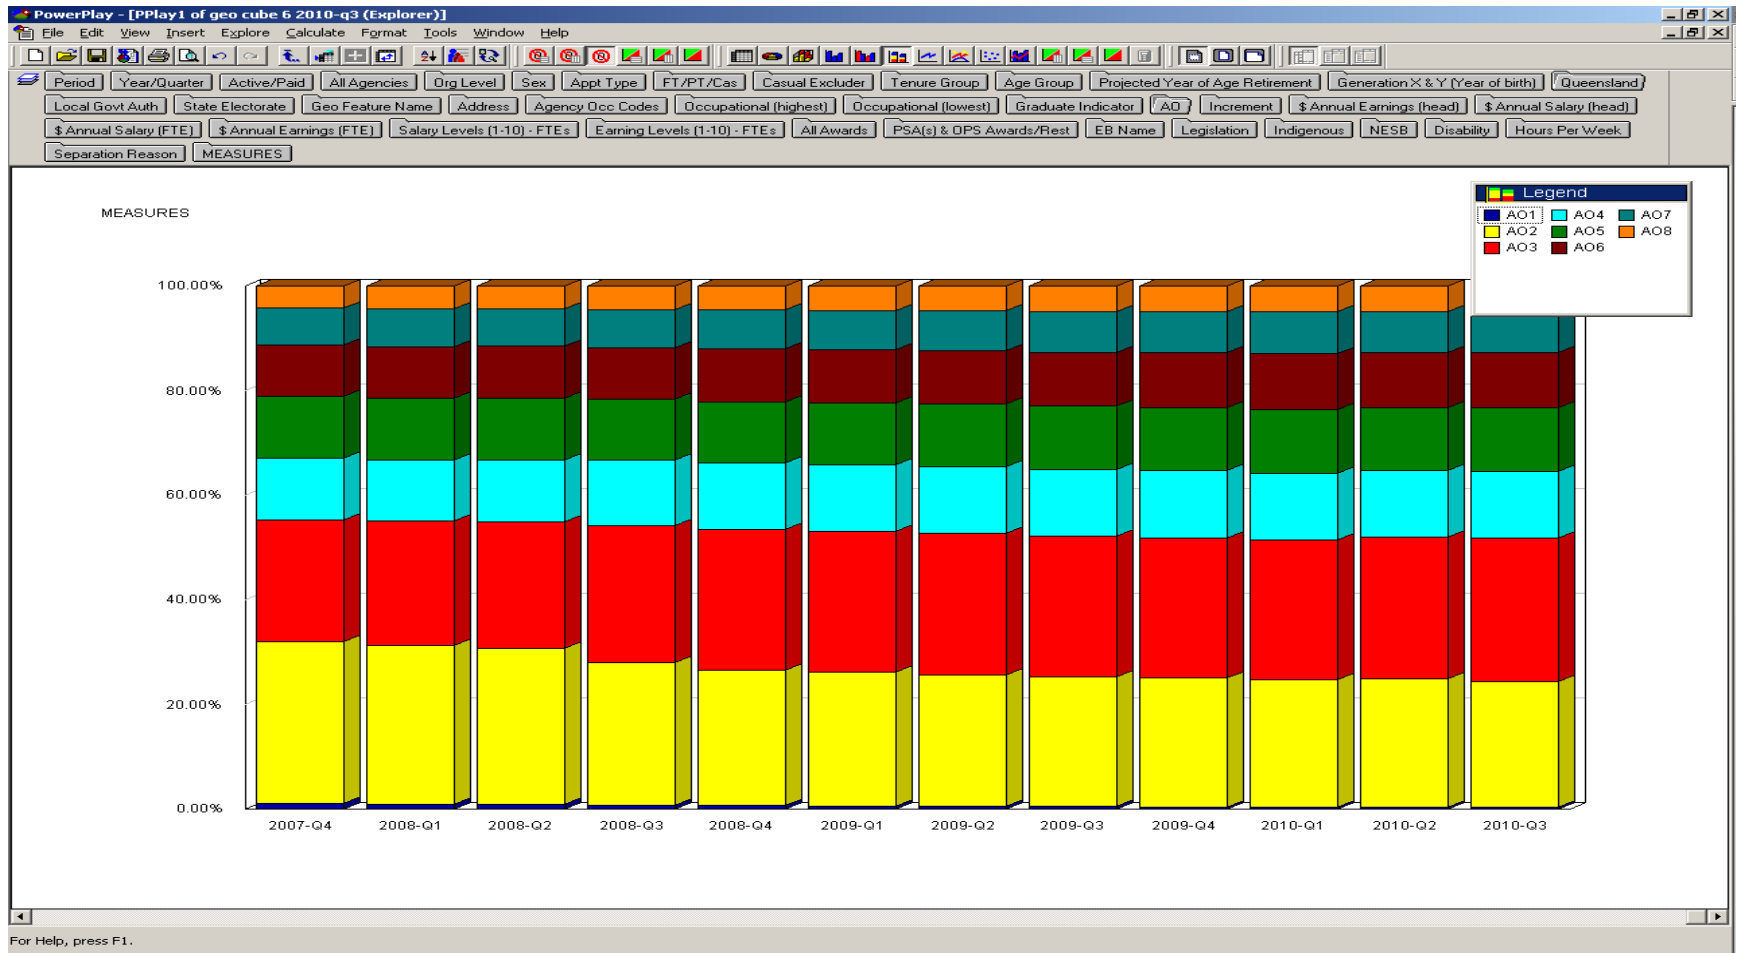 PowerPlay - [PPlay1 of geo cube 6 2010-q3 (Explorer)]
File Edit View Insert Explore Calculate Format Tools Window Help
Period Year/Quarter Active/Paid All Agencies Org Level Sex Appt Type FT/PT/Cas Casual Excluder Tenure Group Age Group Projected Year of Age Retirement Generation X & Y (Year of birth) Queensland
Local Govt Auth State Electorate Geo Feature Name Address Agency Occ Codes Occupational (highest) Occupational (lowest) Graduate Indicator AO Increment $ Annual Earnings (head) $ Annual Salary (head)
$ Annual Salary (FTE) $ Annual Earnings (FTE) Salary Levels (1-10) - FTEs Earning Levels (1-10) - FTEs All Awards PSA(s) & OPS Awards/Rest EB Name Legislation Indigenous NESB Disability Hours Per Week
Separation Reason MEASURES
Legend
AO1 AO4 AO7
AO2 AO5 AO8
AO3 AO6
MEASURES
100.00%
80.00%
60.00%
40.00%
20.00%
0.00%
2007-Q4 2008-Q1 2008-Q2 2008-Q3 2008-Q4 2009-Q1 2009-Q2 2009-Q3 2009-Q4 2010-Q1 2010-Q2 2010-Q3
For Help, press F1.